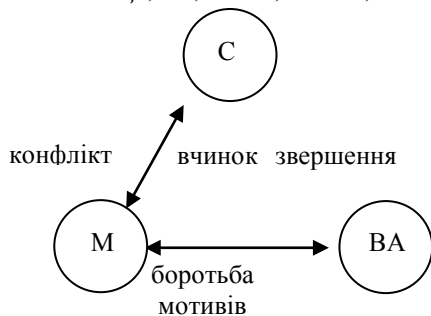 С
конфлікт вчинок звершення
М
ВА
боротьба
мотивів